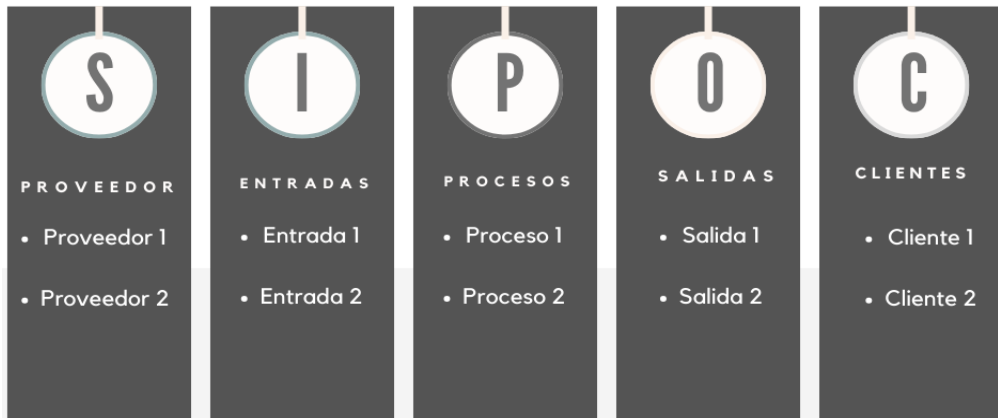 S
PROVEEDOR
• Proveedor 1
• Proveedor 2
I
ENTRADAS
• Entrada 1
• Entrada 2
P
PROCESOS
• Proceso 1
• Proceso 2
O
SALIDAS
• Salida 1
• Salida 2
C
CLIENTES
• Cliente 1
• Cliente 2